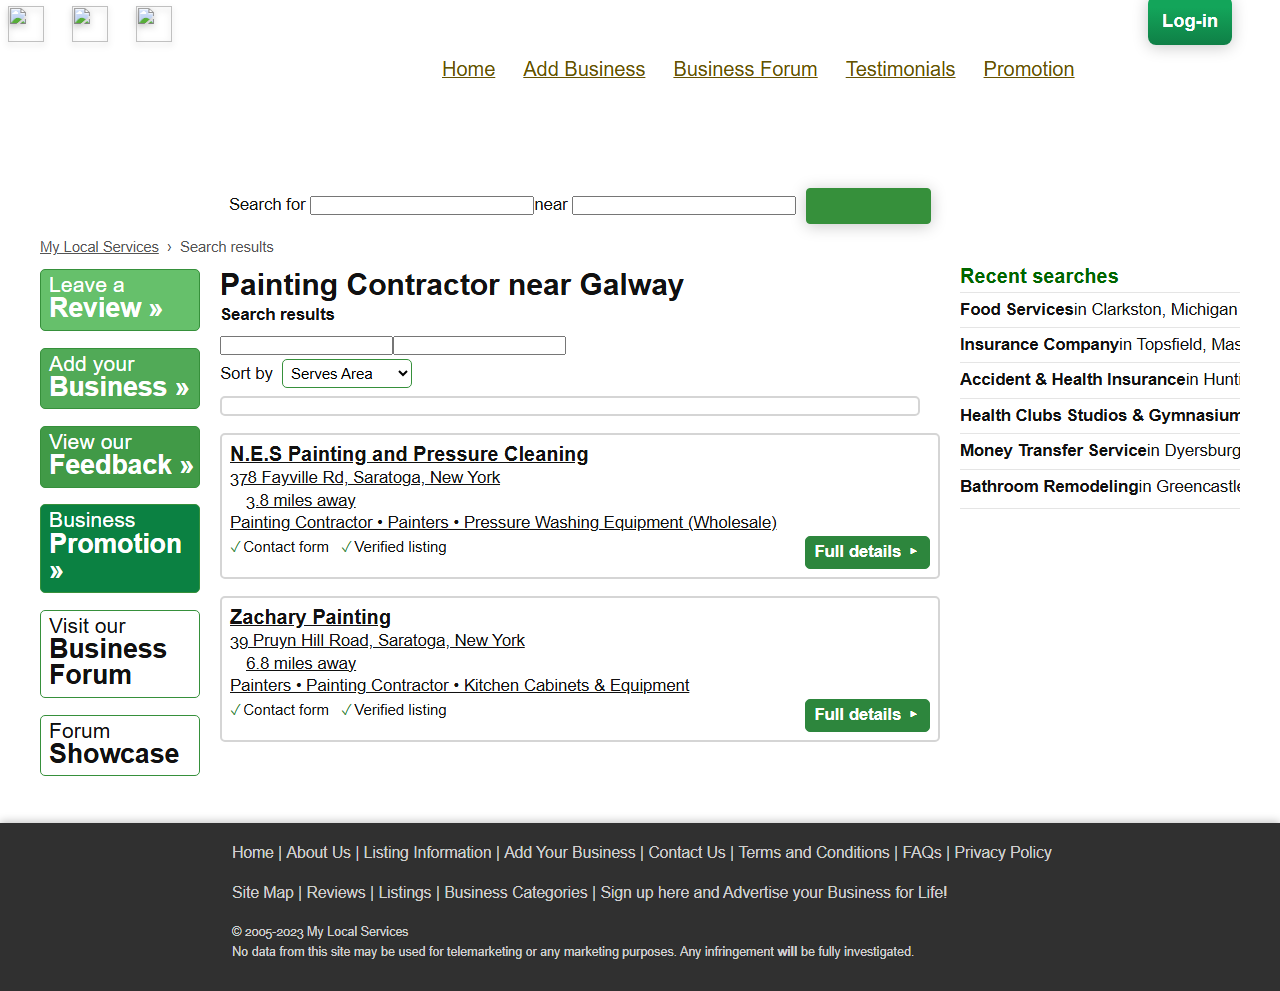 Log-in
Home Add Business Business Forum Testimonials Promotion
Search for near
My Local Services › Search results
Leave a
Review »
Add your
Business »
View our
Feedback »
Business
Promotion
»
Visit our
Business
Forum
Forum
Showcase
Painting Contractor near Galway
Search results
Sort by Serves Area
N.E.S Painting and Pressure Cleaning
378 Fayville Rd, Saratoga, New York
3.8 miles away
Painting Contractor • Painters • Pressure Washing Equipment (Wholesale)
✓Contact form ✓Verified listing
Full details ►
Zachary Painting
39 Pruyn Hill Road, Saratoga, New York
6.8 miles away
Painters • Painting Contractor • Kitchen Cabinets & Equipment
✓Contact form ✓Verified listing
Full details ►
Recent searches
Food Servicesin Clarkston, Michigan
Insurance Companyin Topsfield, Mas
Accident & Health Insurancein Hunti
Health Clubs Studios & Gymnasium
Money Transfer Servicein Dyersburg
Bathroom Remodelingin Greencastle
Home | About Us | Listing Information | Add Your Business | Contact Us | Terms and Conditions | FAQs | Privacy Policy
Site Map | Reviews | Listings | Business Categories | Sign up here and Advertise your Business for Life!
© 2005-2023 My Local Services
No data from this site may be used for telemarketing or any marketing purposes. Any infringement will be fully investigated.